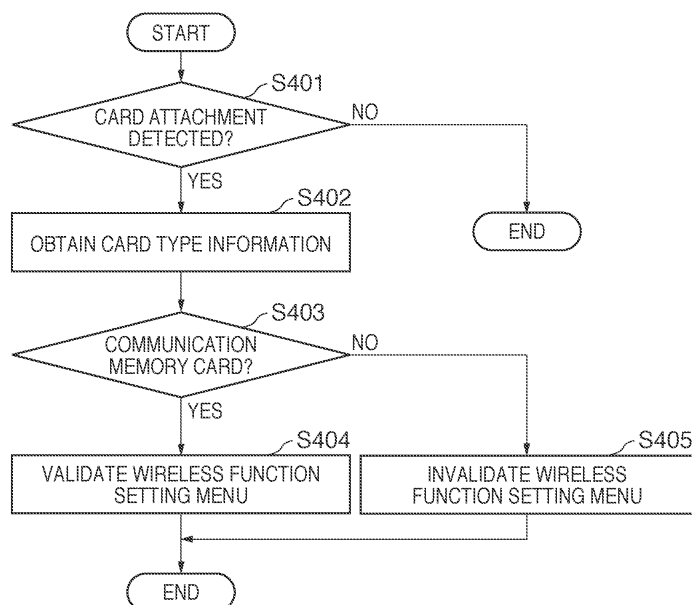 START
S401
CARD ATTACHMENT
DETECTED?
NO
YES
S402
OBTAIN CARD TYPE INFORMATION
END
S403
COMMUNICATION
MEMORY CARD?
NO
YES
S404
VALIDATE WIRELESS FUNCTION
SETTING MENU
S405
INVALIDATE WIRELESS
FUNCTION SETTING MENU
END